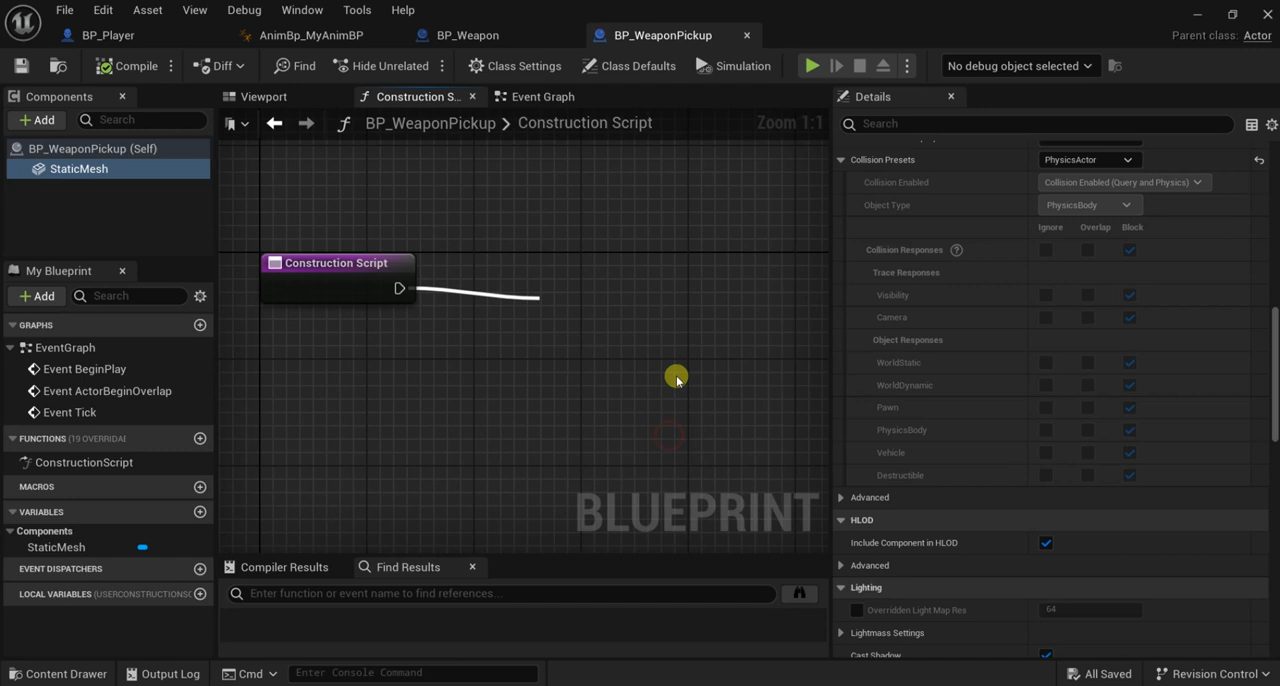 File Edit Asset View Debug Window Tools Help
BP_Player AnimBp_MyAnimBP BP_Weapon BP_WeaponPickup Parent class: Actor
Compile Diff Find Hide Unrelated Class Settings Class Defaults Simulation No debug object selected
Components Viewport Construction S... Event Graph Details
Add Search BP_WeaponPickup Construction Script Zoom 1:1 Search
BP_WeaponPickup (Self)
StaticMesh
Collision Presets PhysicsActor
Collision Enabled Collision Enabled (Query and Physics)
Object Type PhysicsBody
Ignore Overlap Block
Collision Responses ?
Trace Responses
Visibility
Camera
Object Responses
WorldStatic
WorldDynamic
Pawn
PhysicsBody
Vehicle
Destructible
Advanced
HLOD
Include Component in HLOD
Advanced
Lighting
Overridden Light Map Res 64
Lightmass Settings
Cast Shadow
Construction Script
BLUEPRINT
My Blueprint
Add Search
GRAPHS
EventGraph
Event BeginPlay
Event ActorBeginOverlap
Event Tick
FUNCTIONS (19 OVERRIDAI
ConstructionScript
MACROS
VARIABLES
Components
StaticMesh
EVENT DISPATCHERS
LOCAL VARIABLES (USERCONSTRUCTIONSC
Compiler Results Find Results
Enter function or event name to find references...
Content Drawer Output Log Cmd Enter Console Command All Saved Revision Control